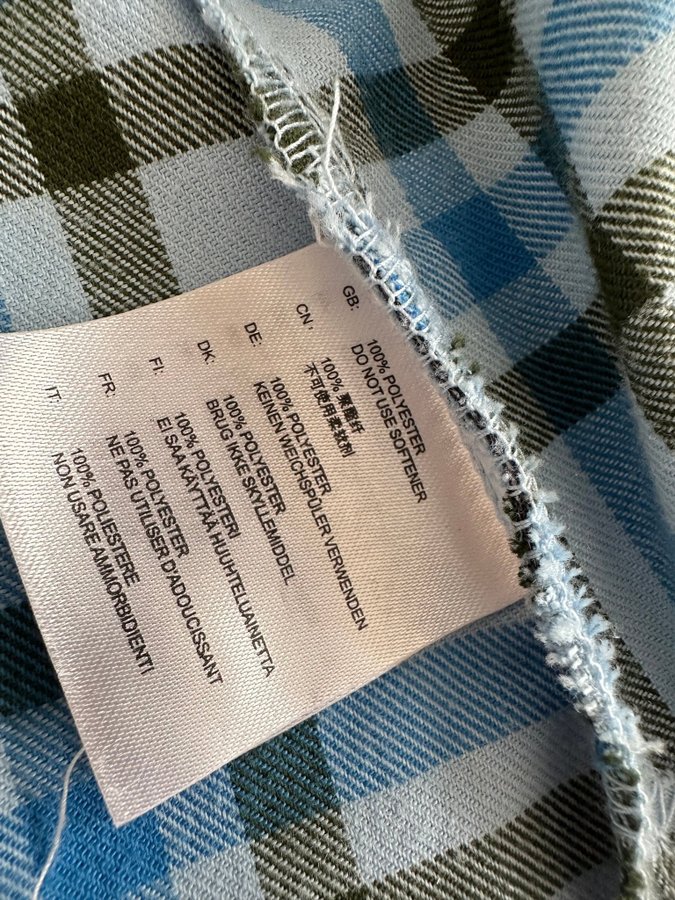 GB: 100% POLYESTER
DO NOT USE SOFTENER
CN: 100% 聚酯纤
不可使用柔软剂
DE: 100% POLYESTER
KEINEN WEICHSPÜLER VERWENDEN
DK: 100% POLYESTER
BRUG IKKE SKYLLEMIDDEL
FI: 100% POLYESTERI
EI SAA KÄYTTÄÄ HUUHTELUAINETTA
FR: 100% POLYESTER
NE PAS UTILISER D'ADOUCISSANT
IT: 100% POLIESTERE
NON USARE AMMORBIDIENTI